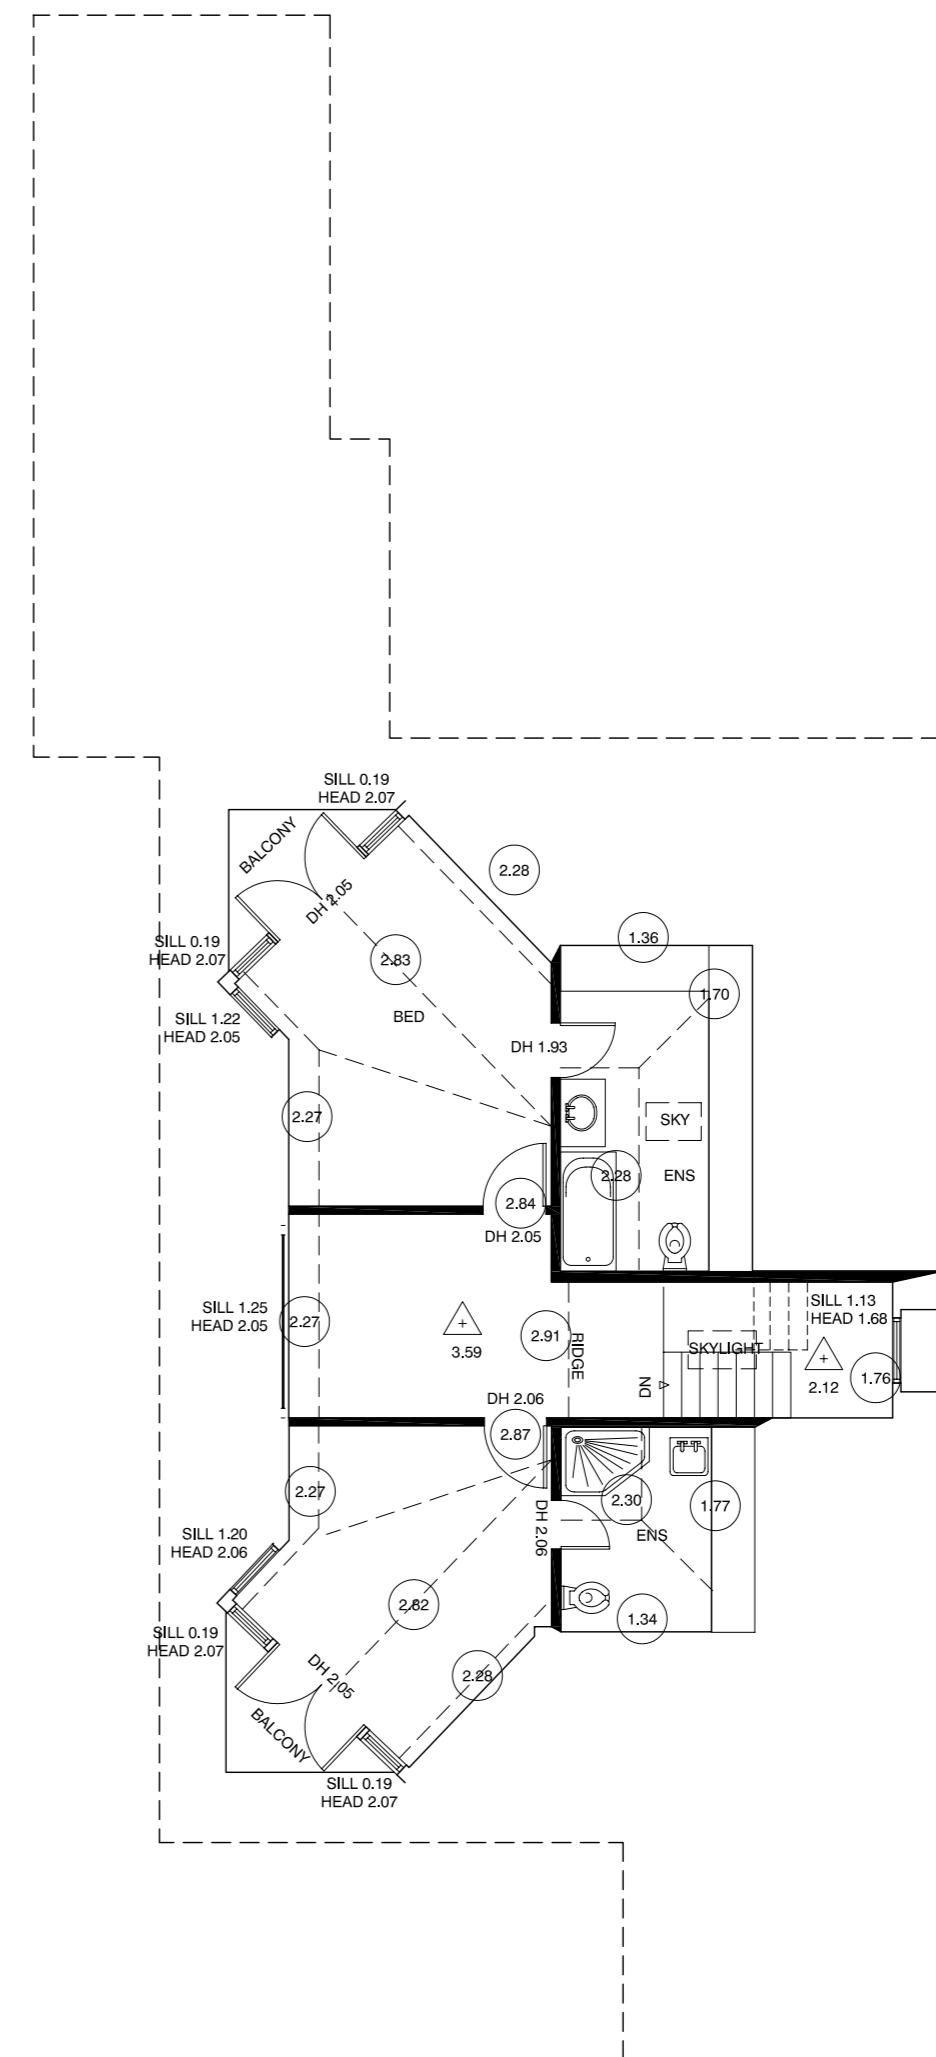 SILL 0.19
HEAD 2.07
BALCONY
2.28
DH 2.05
1.36
SILL 0.19
HEAD 2.07
2.83
1.70
SILL 1.22
HEAD 2.05
BED
DH 1.93
2.27
SKY
2.28
ENS
2.84
DH 2.05
SILL 1.25
HEAD 2.05
2.27
3.59
2.91
RIDGE
SKYLIGHT
SILL 1.13
HEAD 1.68
2.12
1.76
DN
DH 2.06
2.87
2.27
2.30
1.77
DH 2.06
ENS
SILL 1.20
HEAD 2.06
2.82
1.34
SILL 0.19
HEAD 2.07
DH 2.05
2.28
BALCONY
SILL 0.19
HEAD 2.07